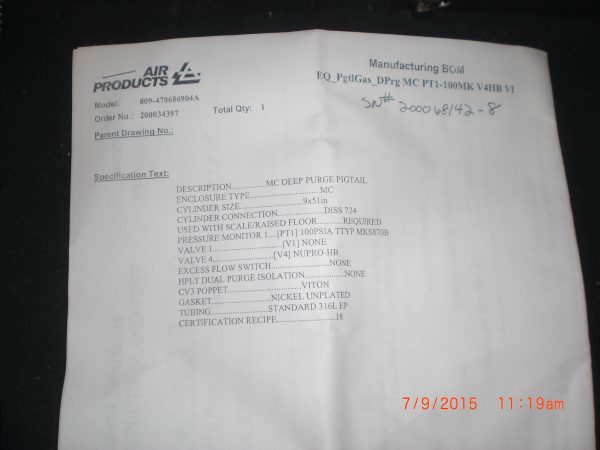 AIR
PRODUCTS
Manufacturing BOM
EQ_PgtlGas_DPrg MC PT1-100MK V4HB VI
Model: 809-470686904A
Order No.: 200034397 Total Qty: 1
SN# 200068142-8
Parent Drawing No.:
Specification Text:
DESCRIPTION................MC DEEP PURGE PIGTAIL
ENCLOSURE TYPE................................MC
CYLINDER SIZE.............................9x51in
CYLINDER CONNECTION.....................DISS 724
USED WITH SCALE/RAISED FLOOR............REQUIRED
PRESSURE MONITOR 1....[PT1] 100PSIA TTYP MKS870B
VALVE 1................................[V1] NONE
VALVE 4............................[V4] NUPRO-HB
EXCESS FLOW SWITCH..........................NONE
HPLT DUAL PURGE ISOLATION...................NONE
CV3 POPPET.................................VITON
GASKET...........................NICKEL UNPLATED
TUBING..........................STANDARD 316L EP
CERTIFICATION RECIPE..........................18
7/9/2015 11:19am